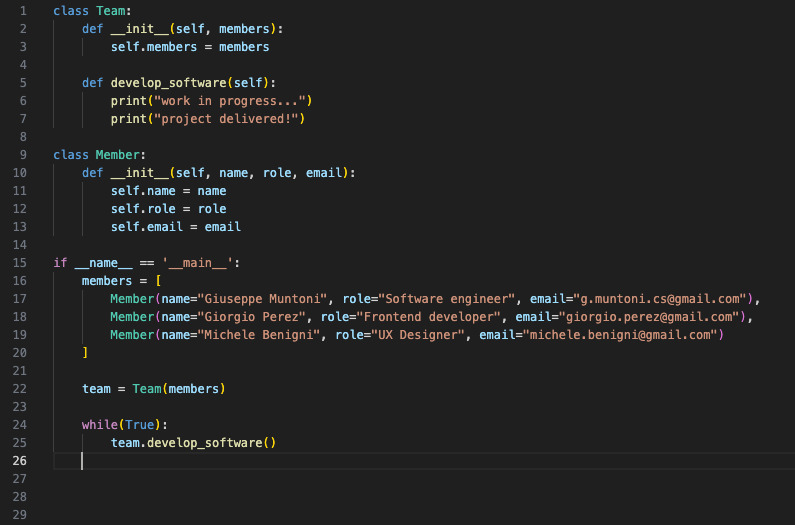 1 class Team:
2     def __init__(self, members):
3         self.members = members
4
5     def develop_software(self):
6         print("work in progress...")
7         print("project delivered!")
8
9 class Member:
10     def __init__(self, name, role, email):
11         self.name = name
12         self.role = role
13         self.email = email
14
15 if __name__ == '__main__':
16     members = [
17         Member(name="Giuseppe Muntoni", role="Software engineer", email="g.muntoni.cs@gmail.com"),
18         Member(name="Giorgio Perez", role="Frontend developer", email="giorgio.perez@gmail.com"),
19         Member(name="Michele Benigni", role="UX Designer", email="michele.benigni@gmail.com")
20     ]
21
22     team = Team(members)
23
24     while(True):
25         team.develop_software()
26
27
28
29